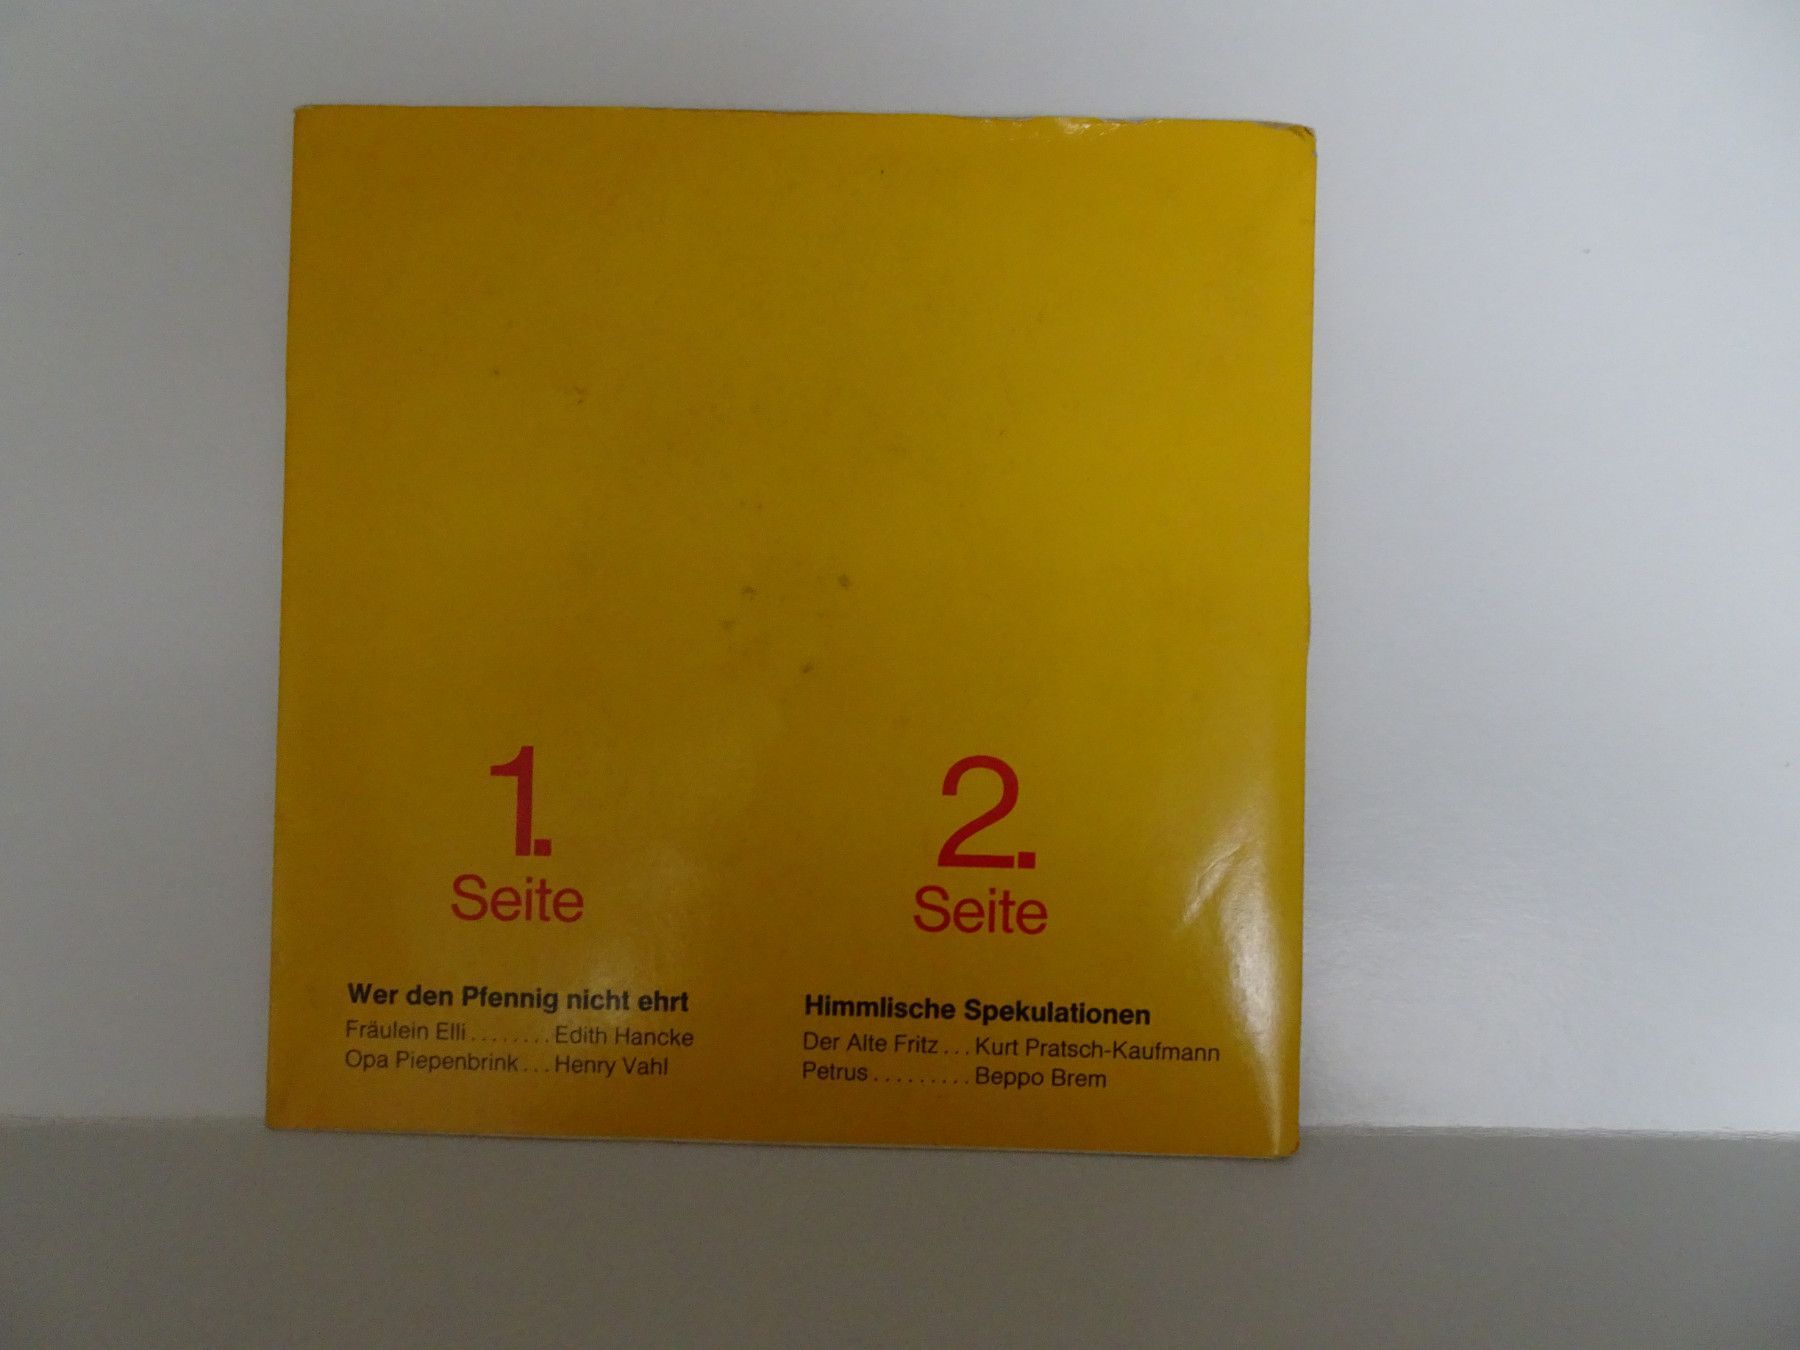 1.
Seite
Wer den Pfennig nicht ehrt
Fräulein Elli ........ Edith Hancke
Opa Piepenbrink ... Henry Vahl
2.
Seite
Himmlische Spekulationen
Der Alte Fritz ... Kurt Pratsch-Kaufmann
Petrus ......... Beppo Brem